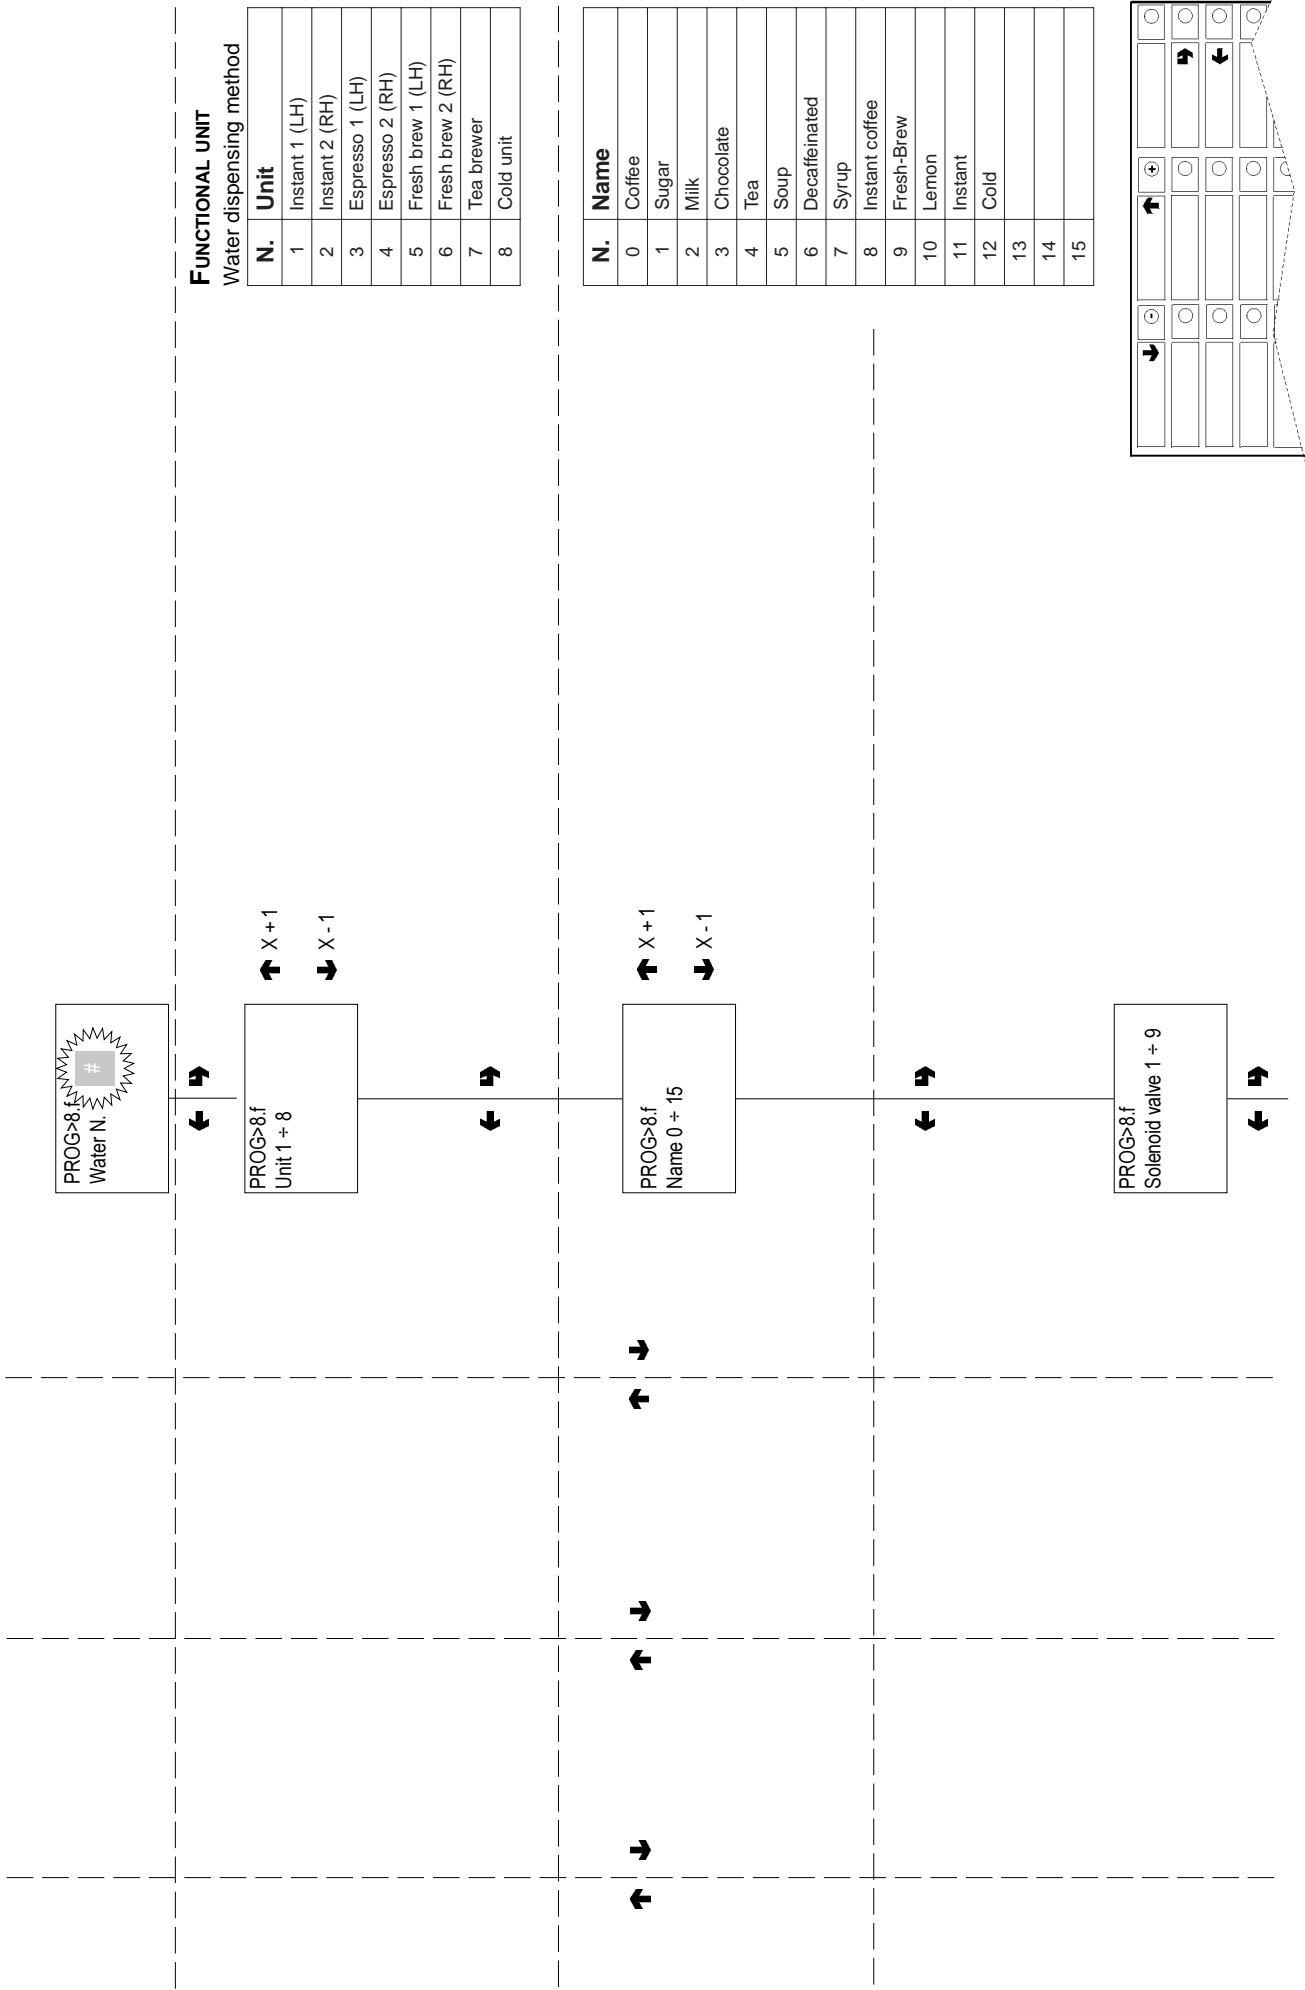 PROG>8.f
Water N.
#
FUNCTIONAL UNIT
Water dispensing method
N. Unit
1 Instant 1 (LH)
2 Instant 2 (RH)
3 Espresso 1 (LH)
4 Espresso 2 (RH)
5 Fresh brew 1 (LH)
6 Fresh brew 2 (RH)
7 Tea brewer
8 Cold unit
PROG>8.f
Unit 1 ÷ 8
X + 1
X - 1
N. Name
0 Coffee
1 Sugar
2 Milk
3 Chocolate
4 Tea
5 Soup
6 Decaffeinated
7 Syrup
8 Instant coffee
9 Fresh-Brew
10 Lemon
11 Instant
12 Cold
13
14
15
PROG>8.f
Name 0 ÷ 15
X + 1
X - 1
PROG>8.f
Solenoid valve 1 ÷ 9
- +